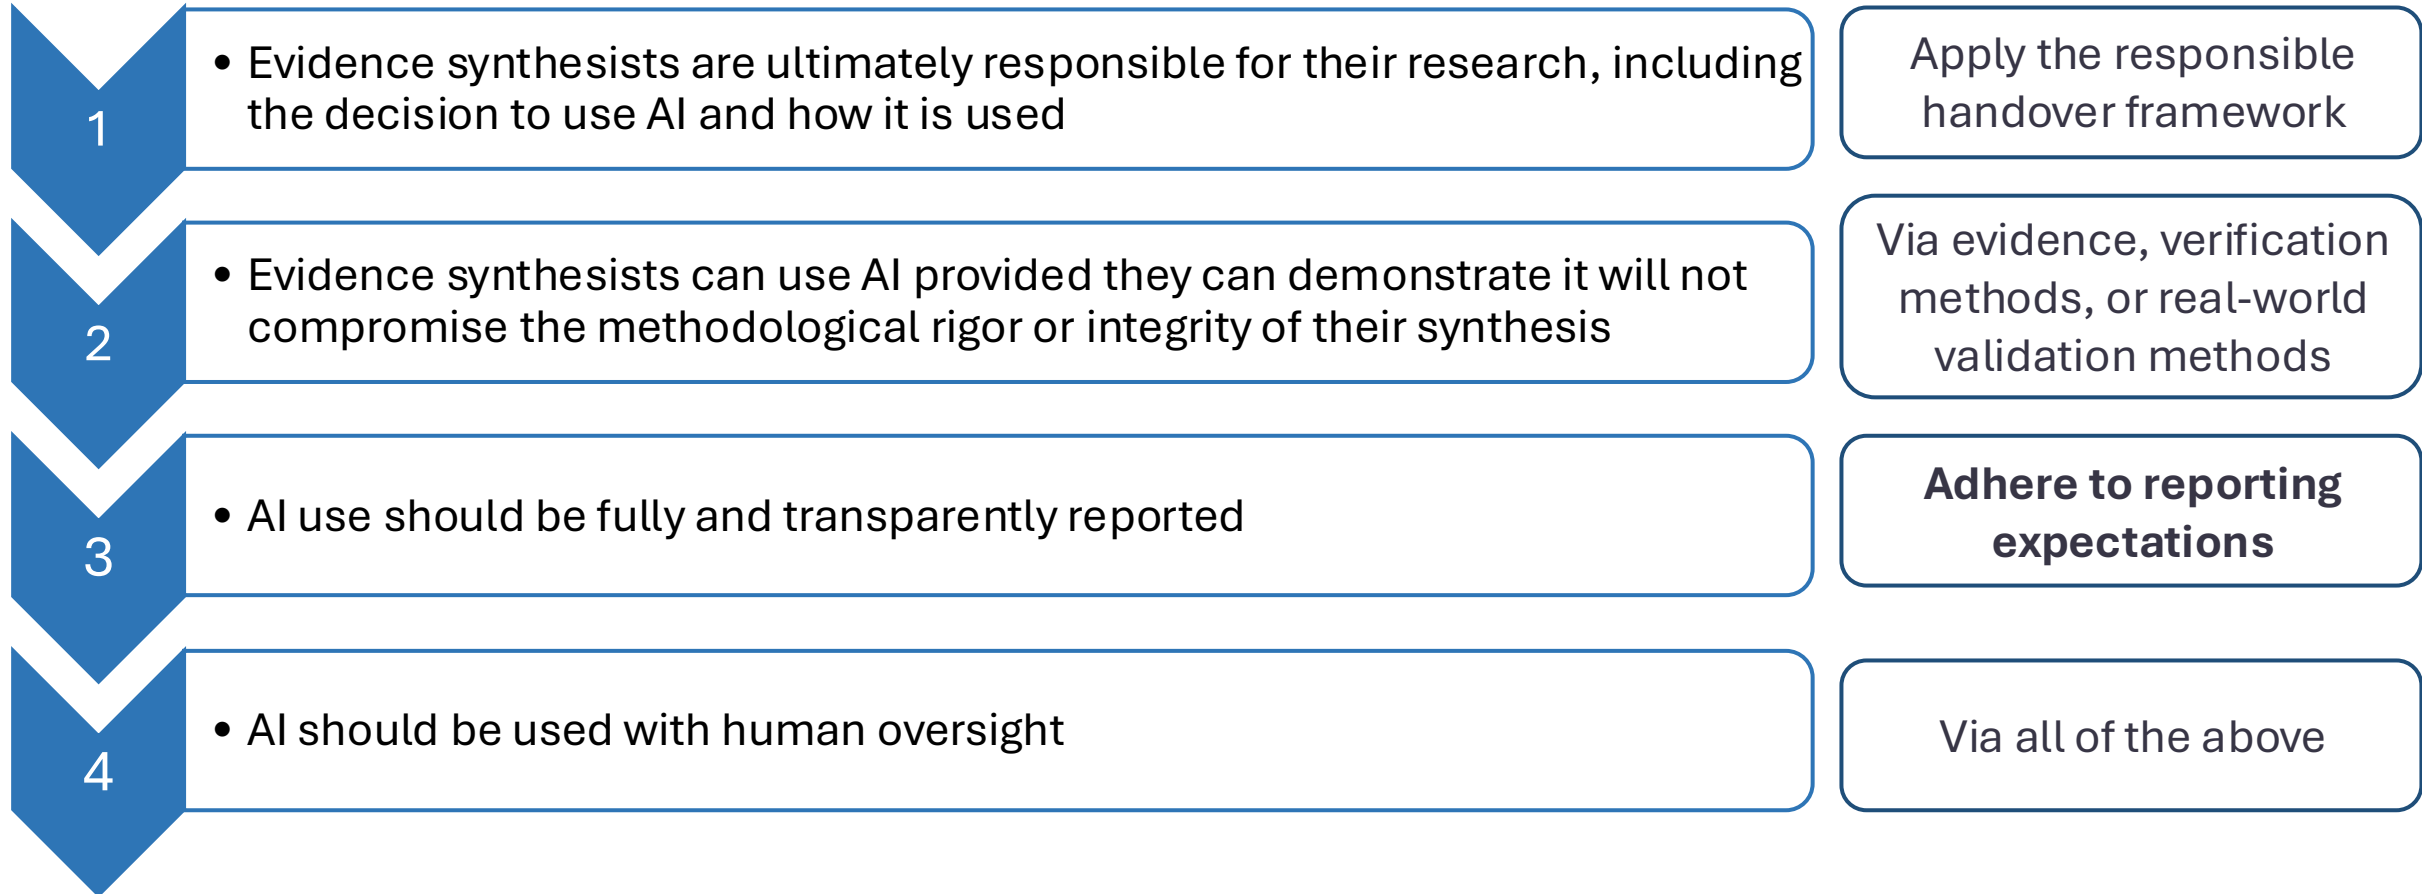 1
• Evidence synthesists are ultimately responsible for their research, including
the decision to use AI and how it is used
Apply the responsible
handover framework
2
• Evidence synthesists can use AI provided they can demonstrate it will not
compromise the methodological rigor or integrity of their synthesis
Via evidence, verification
methods, or real-world
validation methods
3
• AI use should be fully and transparently reported
Adhere to reporting
expectations
4
• AI should be used with human oversight
Via all of the above